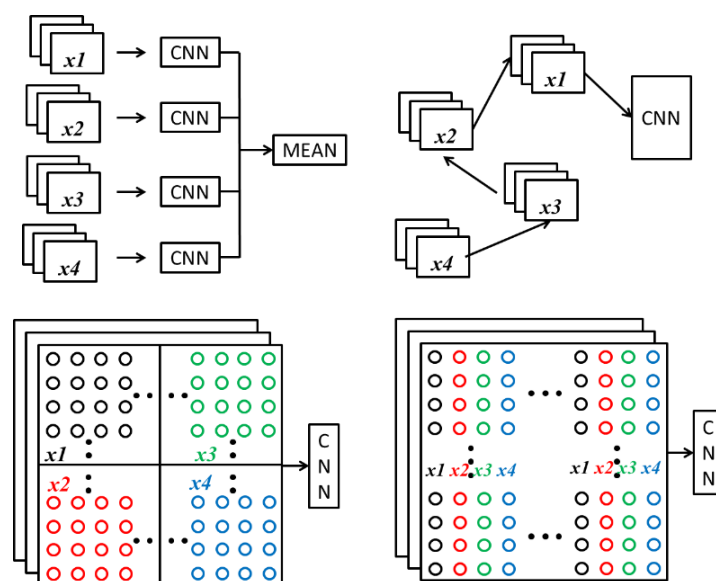 x1 CNN
x2 CNN
x3 CNN
x4 CNN
MEAN
x1
x2
x3
x4
CNN
x1 x3
x2 x4
C
N
N
x1 x2 x3 x4 x1 x2 x3 x4
C
N
N